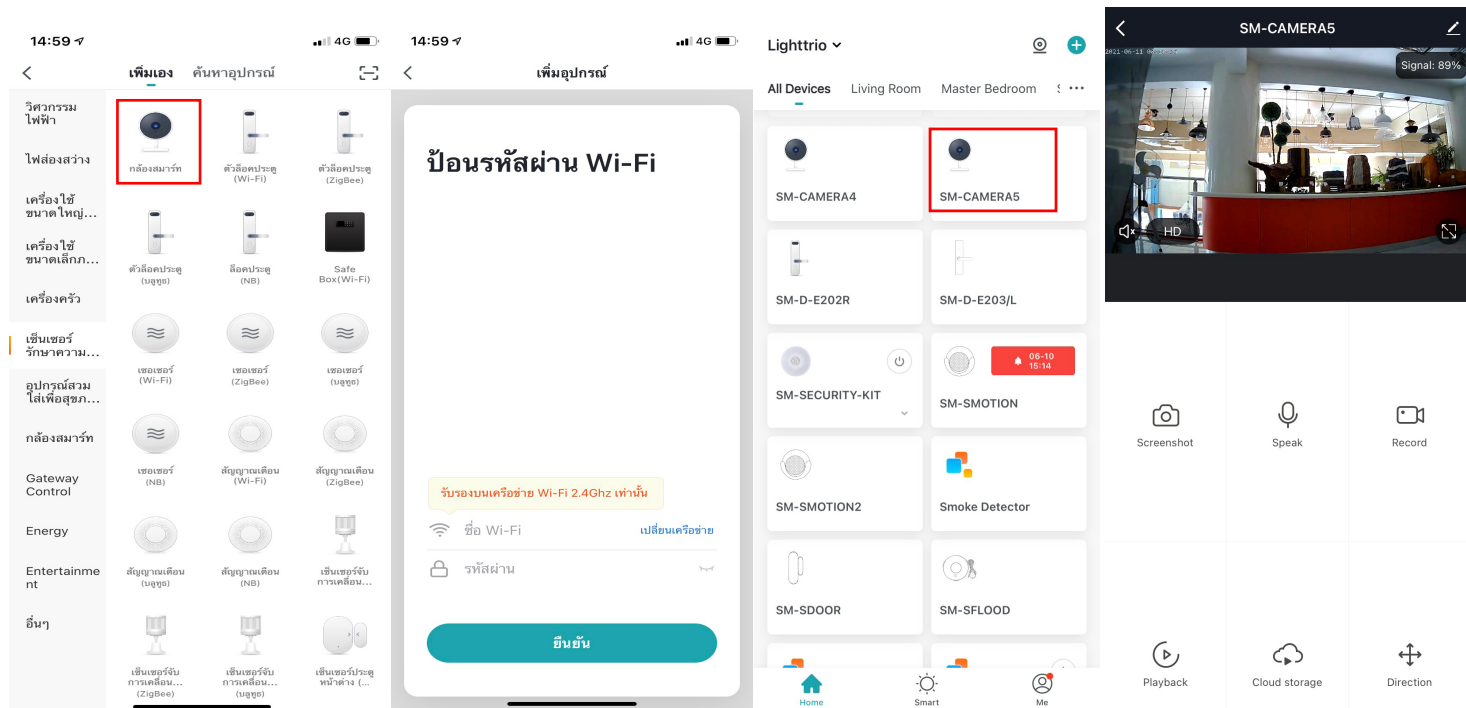 14:59
4G
เพิ่มเอง ค้นหาอุปกรณ์
วิศวกรรม
ไฟฟ้า
ไฟส่องสว่าง
เครื่องใช้
ขนาดใหญ่...
เครื่องใช้
ขนาดเล็กภ...
เครื่องครัว
เซ็นเซอร์
รักษาความ...
อุปกรณ์สวม
ใส่เพื่อสุขภ...
กล้องสมาร์ท
Gateway
Control
Energy
Entertainme
nt
อื่นๆ
กล้องสมาร์ท
ตัวล็อคประตู
(Wi-Fi)
ตัวล็อคประตู
(ZigBee)
ตัวล็อคประตู
(บลูทูธ)
ล็อคประตู
(NB)
Safe
Box(Wi-Fi)
เซอเซอร์
(Wi-Fi)
เซอเซอร์
(ZigBee)
เซอเซอร์
(บลูทูธ)
เซอเซอร์
(NB)
สัญญาณเตือน
(Wi-Fi)
สัญญาณเตือน
(ZigBee)
สัญญาณเตือน
(บลูทูธ)
สัญญาณเตือน
(NB)
เซ็นเซอร์จับ
การเคลื่อน...
เซ็นเซอร์จับ
การเคลื่อน...
(ZigBee)
เซ็นเซอร์จับ
การเคลื่อน...
(บลูทูธ)
เซ็นเซอร์ประตู
หน้าต่าง (...
14:59
4G
เพิ่มอุปกรณ์
ป้อนรหัสผ่าน Wi-Fi
รับรองบนเครือข่าย Wi-Fi 2.4Ghz เท่านั้น
ชื่อ Wi-Fi
เปลี่ยนเครือข่าย
รหัสผ่าน
ยืนยัน
Lighttrio
All Devices Living Room Master Bedroom
SM-CAMERA4
SM-CAMERA5
SM-D-E202R
SM-D-E203/L
SM-SECURITY-KIT
06-10
15:14
SM-SMOTION
SM-SMOTION2
Smoke Detector
SM-SDOOR
SM-SFLOOD
Home
Smart
Me
SM-CAMERA5
Signal: 89%
HD
Screenshot
Speak
Record
Playback
Cloud storage
Direction